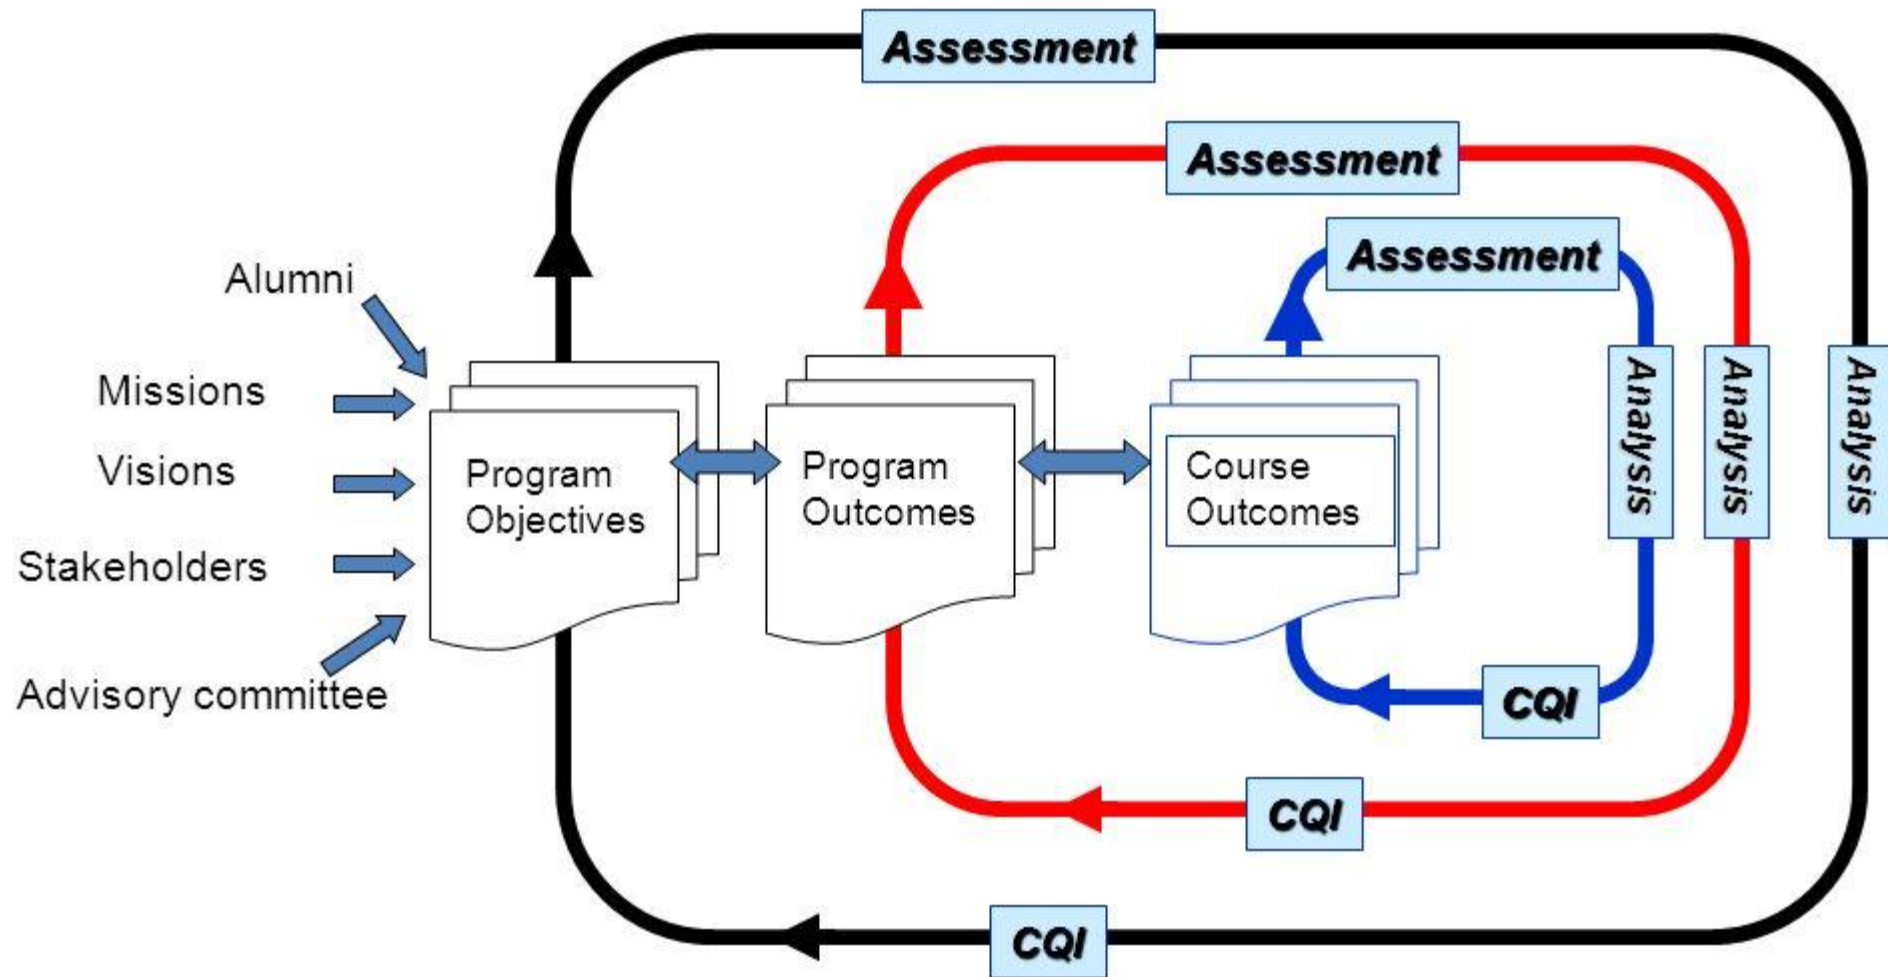 Assessment
Assessment
Assessment
Alumni
Missions
Visions
Stakeholders
Advisory committee
Program
Objectives
Program
Outcomes
Course
Outcomes
Analysis
Analysis
Analysis
CQI
CQI
CQI